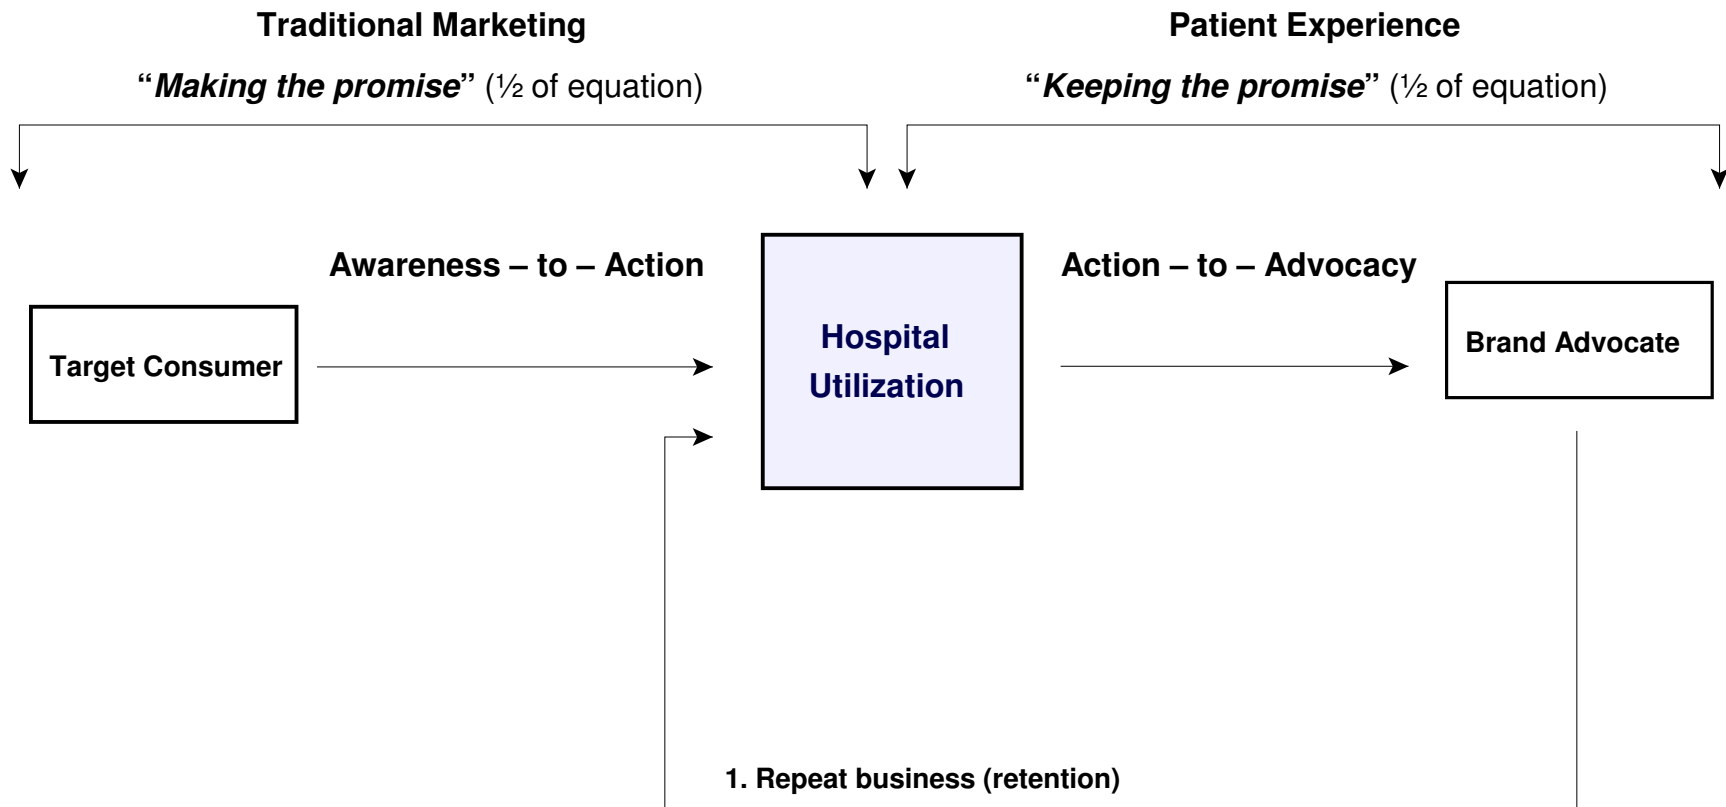 Traditional Marketing
“Making the promise” (½ of equation)
Patient Experience
“Keeping the promise” (½ of equation)
Awareness – to – Action
Action – to – Advocacy
Target Consumer
Hospital
Utilization
Brand Advocate
1. Repeat business (retention)